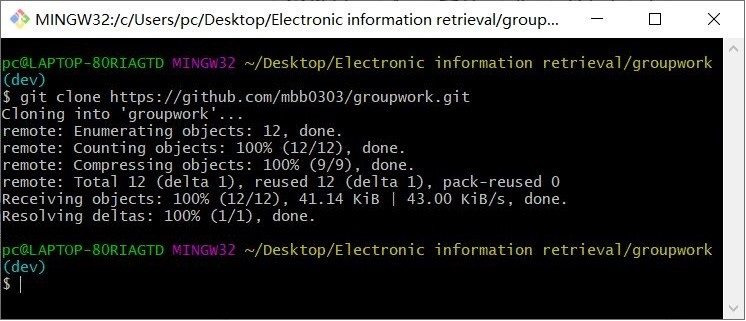 MINGW32:/c/Users/pc/Desktop/Electronic information retrieval/group...
pc@LAPTOP-8ORIAGTD MINGW32 ~/Desktop/Electronic information retrieval/groupwork
(dev)
$ git clone https://github.com/mbb0303/groupwork.git
Cloning into 'groupwork'...
remote: Enumerating objects: 12, done.
remote: Counting objects: 100% (12/12), done.
remote: Compressing objects: 100% (9/9), done.
remote: Total 12 (delta 1), reused 12 (delta 1), pack-reused 0
Receiving objects: 100% (12/12), 41.14 KiB | 43.00 KiB/s, done.
Resolving deltas: 100% (1/1), done.
pc@LAPTOP-8ORIAGTD MINGW32 ~/Desktop/Electronic information retrieval/groupwork
(dev)
$